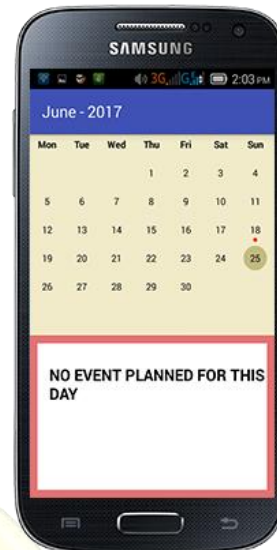 SAMSUNG
3G G 2:03 PM
June - 2017
Mon Tue Wed Thu Fri Sat Sun
1 2 3 4
5 6 7 8 9 10 11
12 13 14 15 16 17 18
19 20 21 22 23 24 25
26 27 28 29 30
NO EVENT PLANNED FOR THIS
DAY